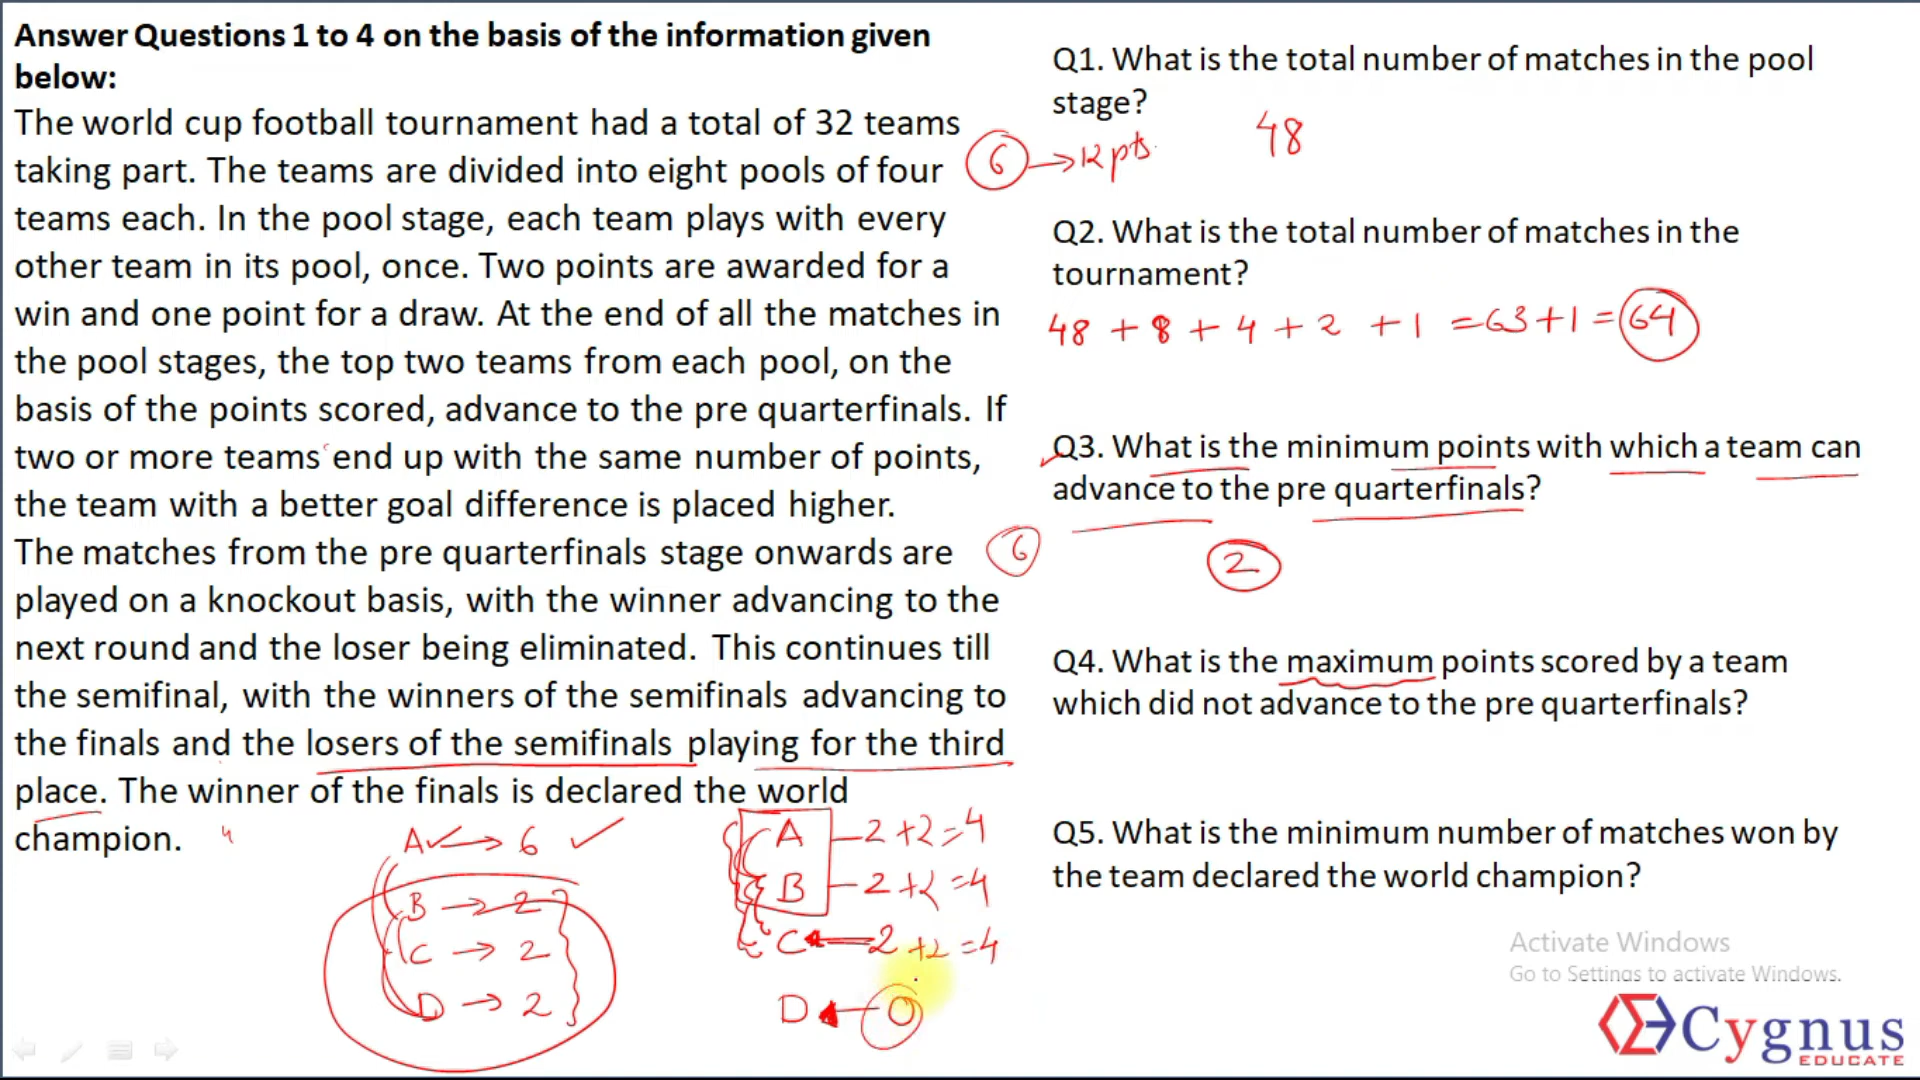 Answer Questions 1 to 4 on the basis of the information given
below:
The world cup football tournament had a total of 32 teams
taking part. The teams are divided into eight pools of four
teams each. In the pool stage, each team plays with every
other team in its pool, once. Two points are awarded for a
win and one point for a draw. At the end of all the matches in
the pool stages, the top two teams from each pool, on the
basis of the points scored, advance to the pre quarterfinals. If
two or more teams end up with the same number of points,
the team with a better goal difference is placed higher.
The matches from the pre quarterfinals stage onwards are
played on a knockout basis, with the winner advancing to the
next round and the loser being eliminated. This continues till
the semifinal, with the winners of the semifinals advancing to
the finals and the losers of the semifinals playing for the third
place. The winner of the finals is declared the world
champion.
6 → 12 pts.
6
A → 6
B → 2
C → 2
D → 2
A - 2 + 2 = 4
B - 2 + 2 = 4
C ← 2 + 2 = 4
D ← 0
Q1. What is the total number of matches in the pool
stage?
48
Q2. What is the total number of matches in the
tournament?
48 + 8 + 4 + 2 + 1 = 63 + 1 = 64
Q3. What is the minimum points with which a team can
advance to the pre quarterfinals?
2
Q4. What is the maximum points scored by a team
which did not advance to the pre quarterfinals?
Q5. What is the minimum number of matches won by
the team declared the world champion?
Activate Windows
Go to Settings to activate Windows.
Cygnus
EDUCATE